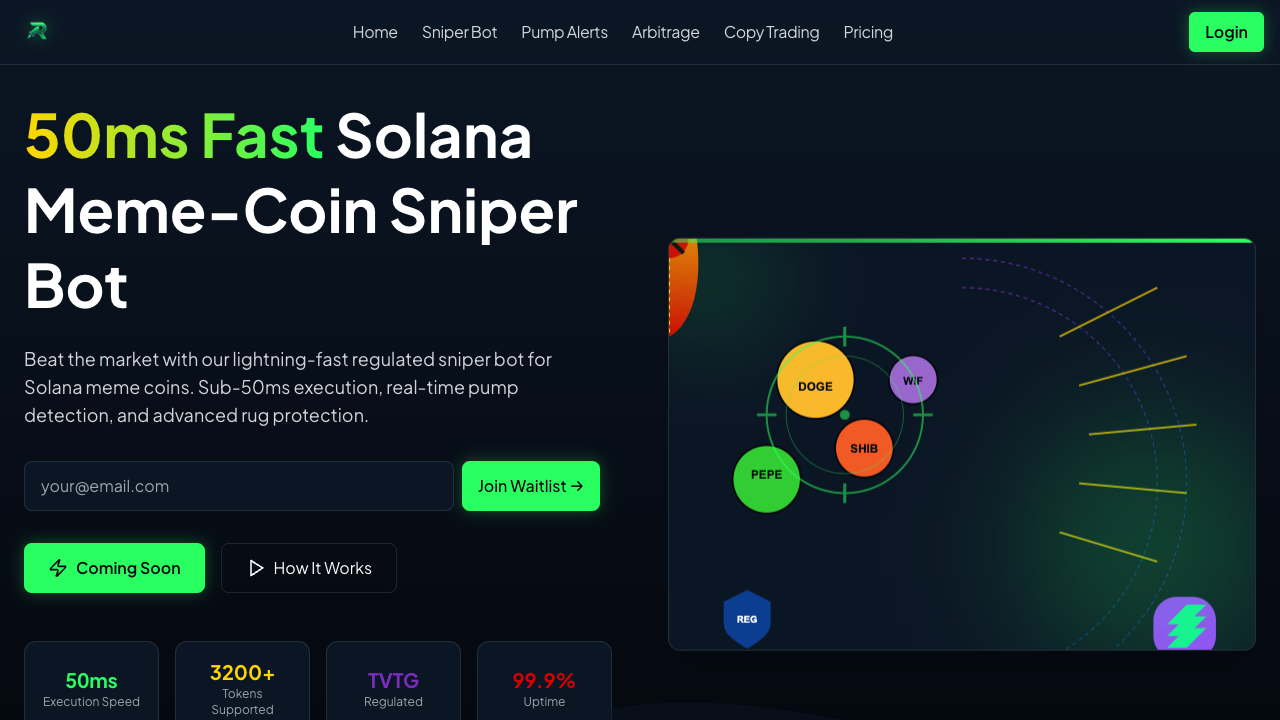 Home
Sniper Bot
Pump Alerts
Arbitrage
Copy Trading
Pricing
Login
50ms Fast Solana
Meme-Coin Sniper
Bot
Beat the market with our lightning-fast regulated sniper bot for
Solana meme coins. Sub-50ms execution, real-time pump
detection, and advanced rug protection.
your@email.com
Join Waitlist →
Coming Soon
How It Works
50ms
Execution Speed
3200+
Tokens
Supported
TVTG
Regulated
99.9%
Uptime
DOGE
WIF
SHIB
PEPE
REG